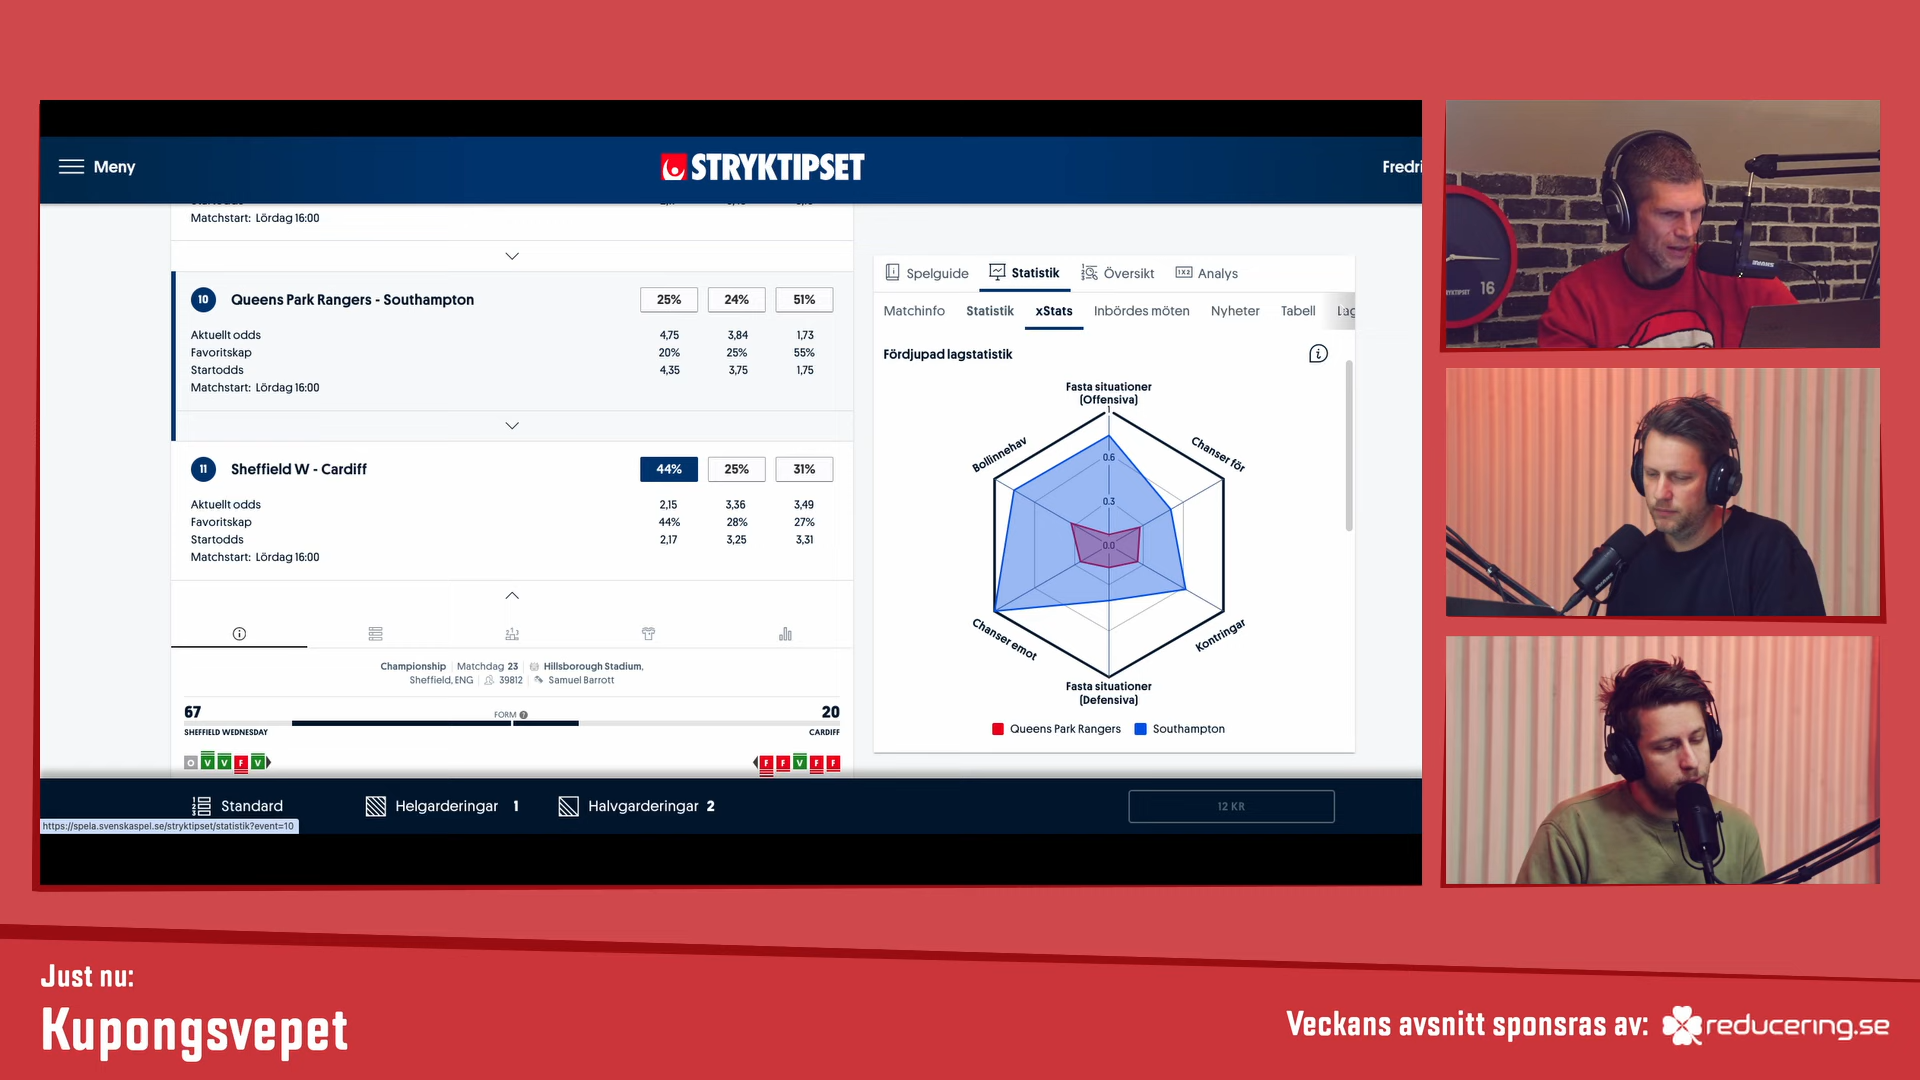 Meny
STRYKTIPSET
Fredri
Matchstart: Lördag 16:00
10 Queens Park Rangers - Southampton 25% 24% 51%
Aktuellt odds 4,75 3,84 1,73
Favoritskap 20% 25% 55%
Startodds 4,35 3,75 1,75
Matchstart: Lördag 16:00
11 Sheffield W - Cardiff 44% 25% 31%
Aktuellt odds 2,15 3,36 3,49
Favoritskap 44% 28% 27%
Startodds 2,17 3,25 3,31
Matchstart: Lördag 16:00
Championship Matchdag 23 Hillsborough Stadium,
Sheffield, ENG 39812 Samuel Barrott
67 FORM 20
SHEFFIELD WEDNESDAY CARDIFF
O V V F V F F V F F
Spelguide Statistik Översikt 1X2 Analys
Matchinfo Statistik xStats Inbördes möten Nyheter Tabell Lag
Fördjupad lagstatistik
Fasta situationer
(Offensiva)
1
Bollinnehav
Chanser för
0.6
0.3
0.0
Chanser emot
Kontringar
Fasta situationer
(Defensiva)
Queens Park Rangers Southampton
Standard Helgarderingar 1 Halvgarderingar 2 12 KR
https://spela.svenskaspel.se/stryktipset/statistik?event=10
16
Just nu:
Kupongsvepet
Veckans avsnitt sponsras av: reducering.se